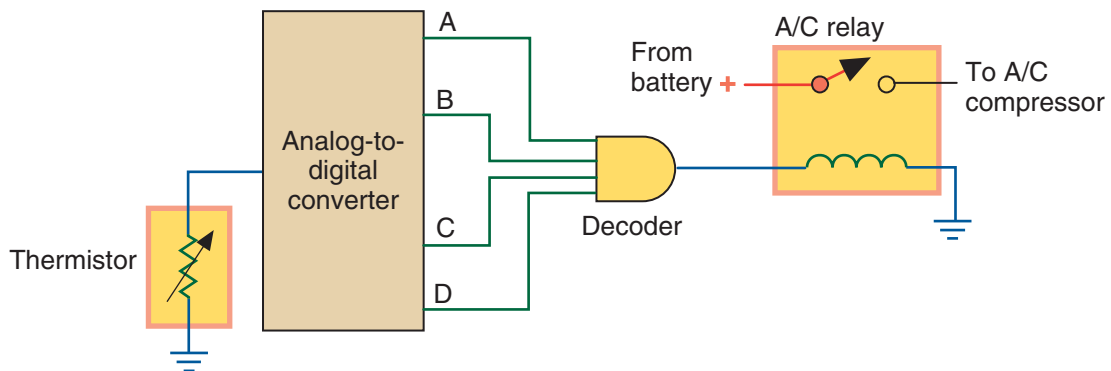 A
A/C relay
From
battery +
To A/C
compressor
B
Analog-to-
digital
converter
Decoder
C
Thermistor
D